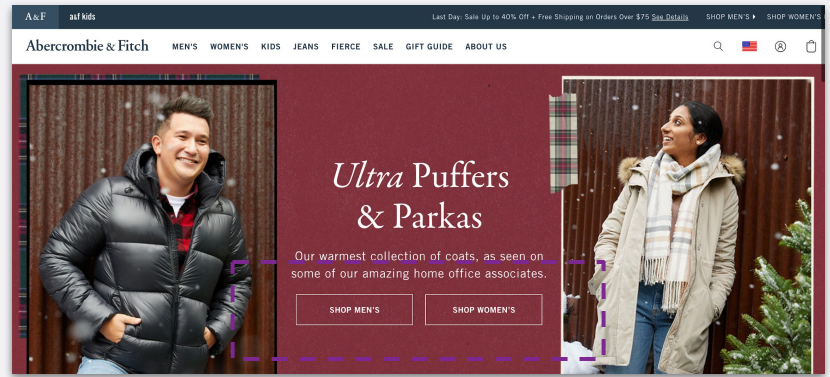 A&F
a&f kids
Last Day: Sale Up to 40% Off + Free Shipping on Orders Over $75 See Details
SHOP MEN'S
SHOP WOMEN'S
Abercrombie & Fitch
MEN'S WOMEN'S KIDS JEANS FIERCE SALE GIFT GUIDE ABOUT US
Ultra Puffers
& Parkas
Our warmest collection of coats, as seen on
some of our amazing home office associates.
SHOP MEN'S
SHOP WOMEN'S